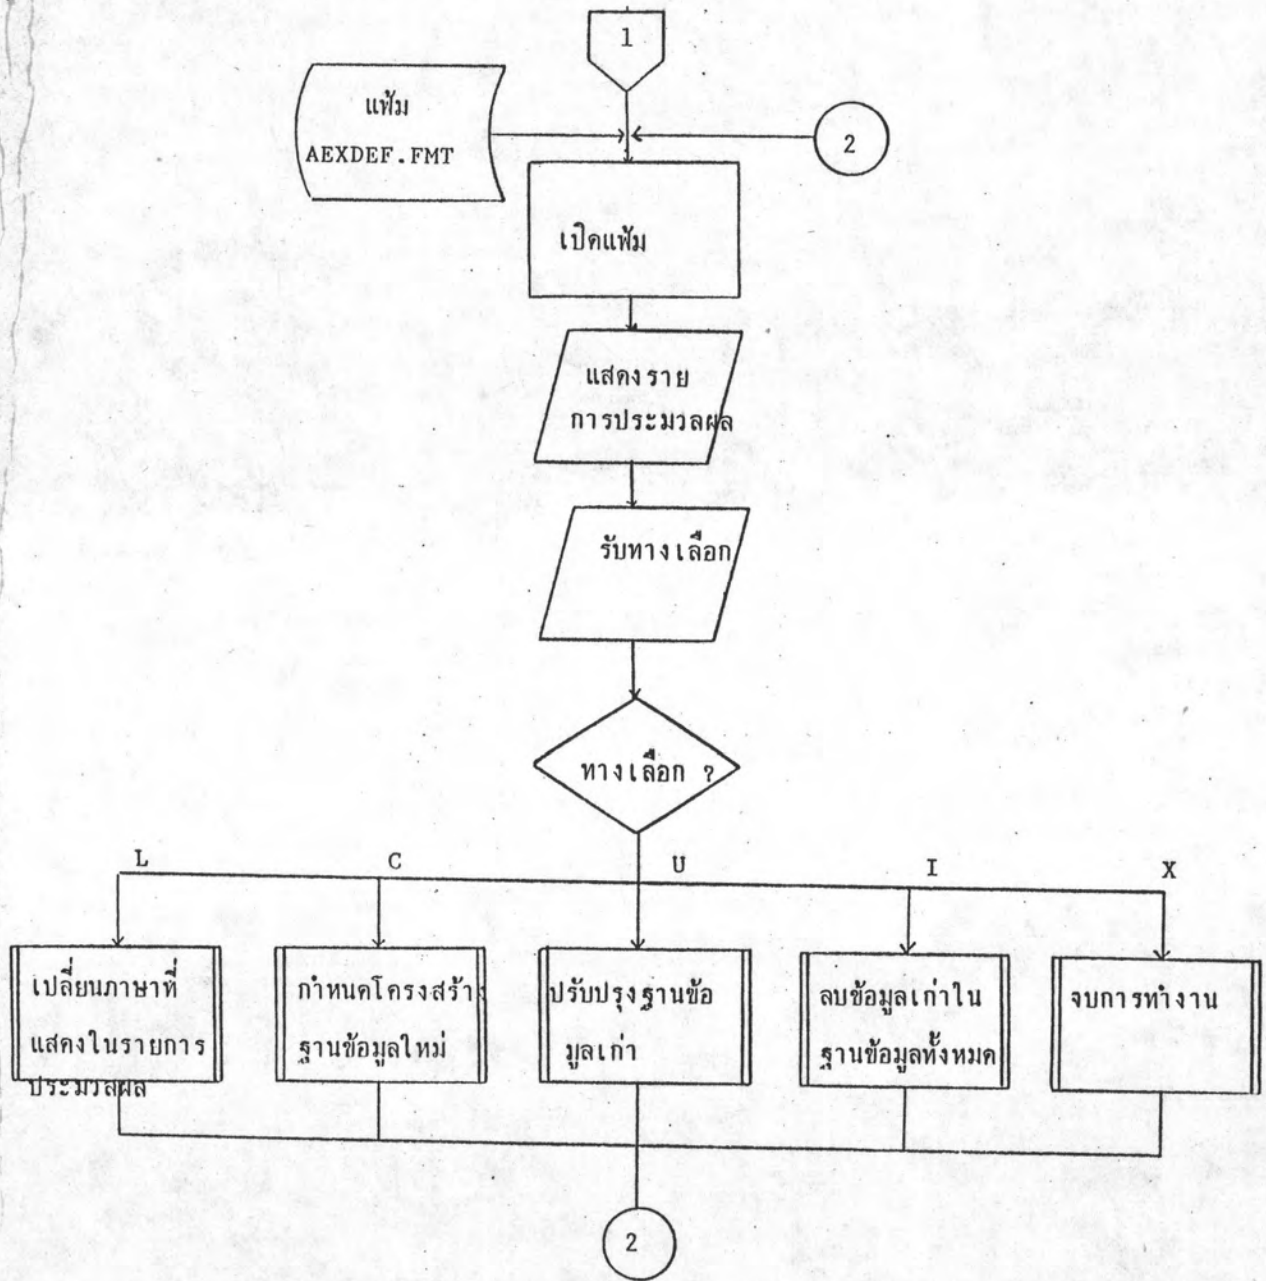 1
แฟ้ม
AEXDEF.FMT
2
เปิดแฟ้ม
แสดงราย
การประมวลผล
รับทางเลือก
ทางเลือก ?
L
C
U
I
X
เปลี่ยนภาษาที่
แสดงในรายการ
ประมวลผล
กำหนดโครงสร้าง
ฐานข้อมูลใหม่
ปรับปรุงฐานข้อ
มูลเก่า
ลบข้อมูลเก่าใน
ฐานข้อมูลทั้งหมด
จบการทำงาน
2